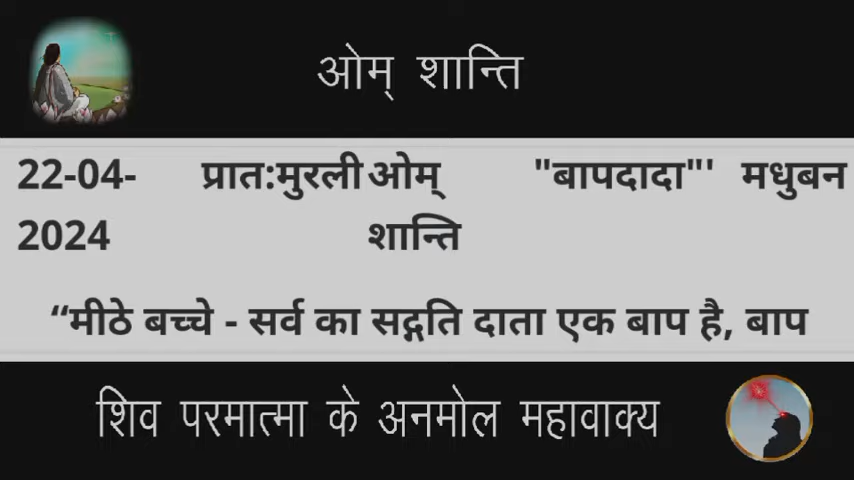 ओम् शान्ति
22-04- प्रात:मुरली ओम् "बापदादा"' मधुबन
2024 शान्ति
“मीठे बच्चे - सर्व का सद्गति दाता एक बाप है, बाप
शिव परमात्मा के अनमोल महावाक्य